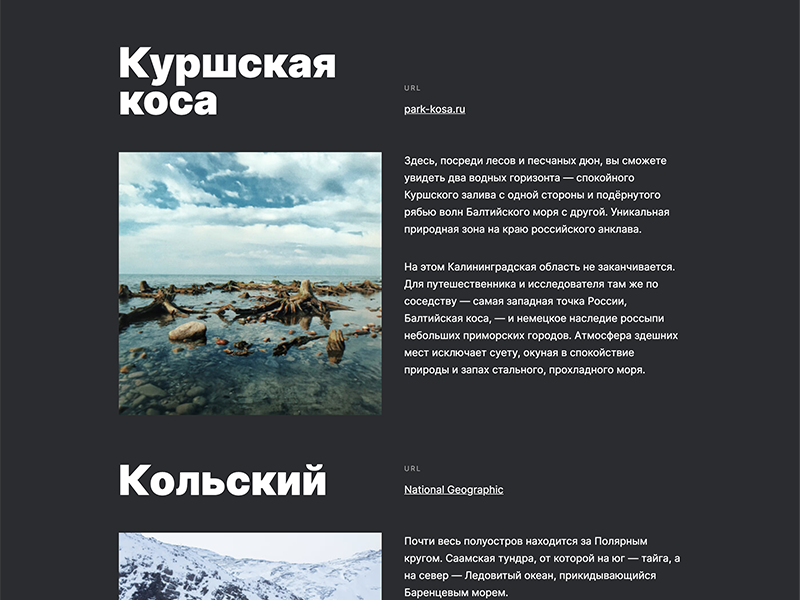 Куршская
коса
URL
park-kosa.ru
Здесь, посреди лесов и песчаных дюн, вы сможете
увидеть два водных горизонта — спокойного
Куршского залива с одной стороны и подёрнутого
рябью волн Балтийского моря с другой. Уникальная
природная зона на краю российского анклава.
На этом Калининградская область не заканчивается.
Для путешественника и исследователя там же по
соседству — самая западная точка России,
Балтийская коса, — и немецкое наследие россыпи
небольших приморских городов. Атмосфера здешних
мест исключает суету, окуная в спокойствие
природы и запах стального, прохладного моря.
Кольский
URL
National Geographic
Почти весь полуостров находится за Полярным
кругом. Саамская тундра, от которой на юг — тайга, а
на север — Ледовитый океан, прикидывающийся
Баренцевым морем.